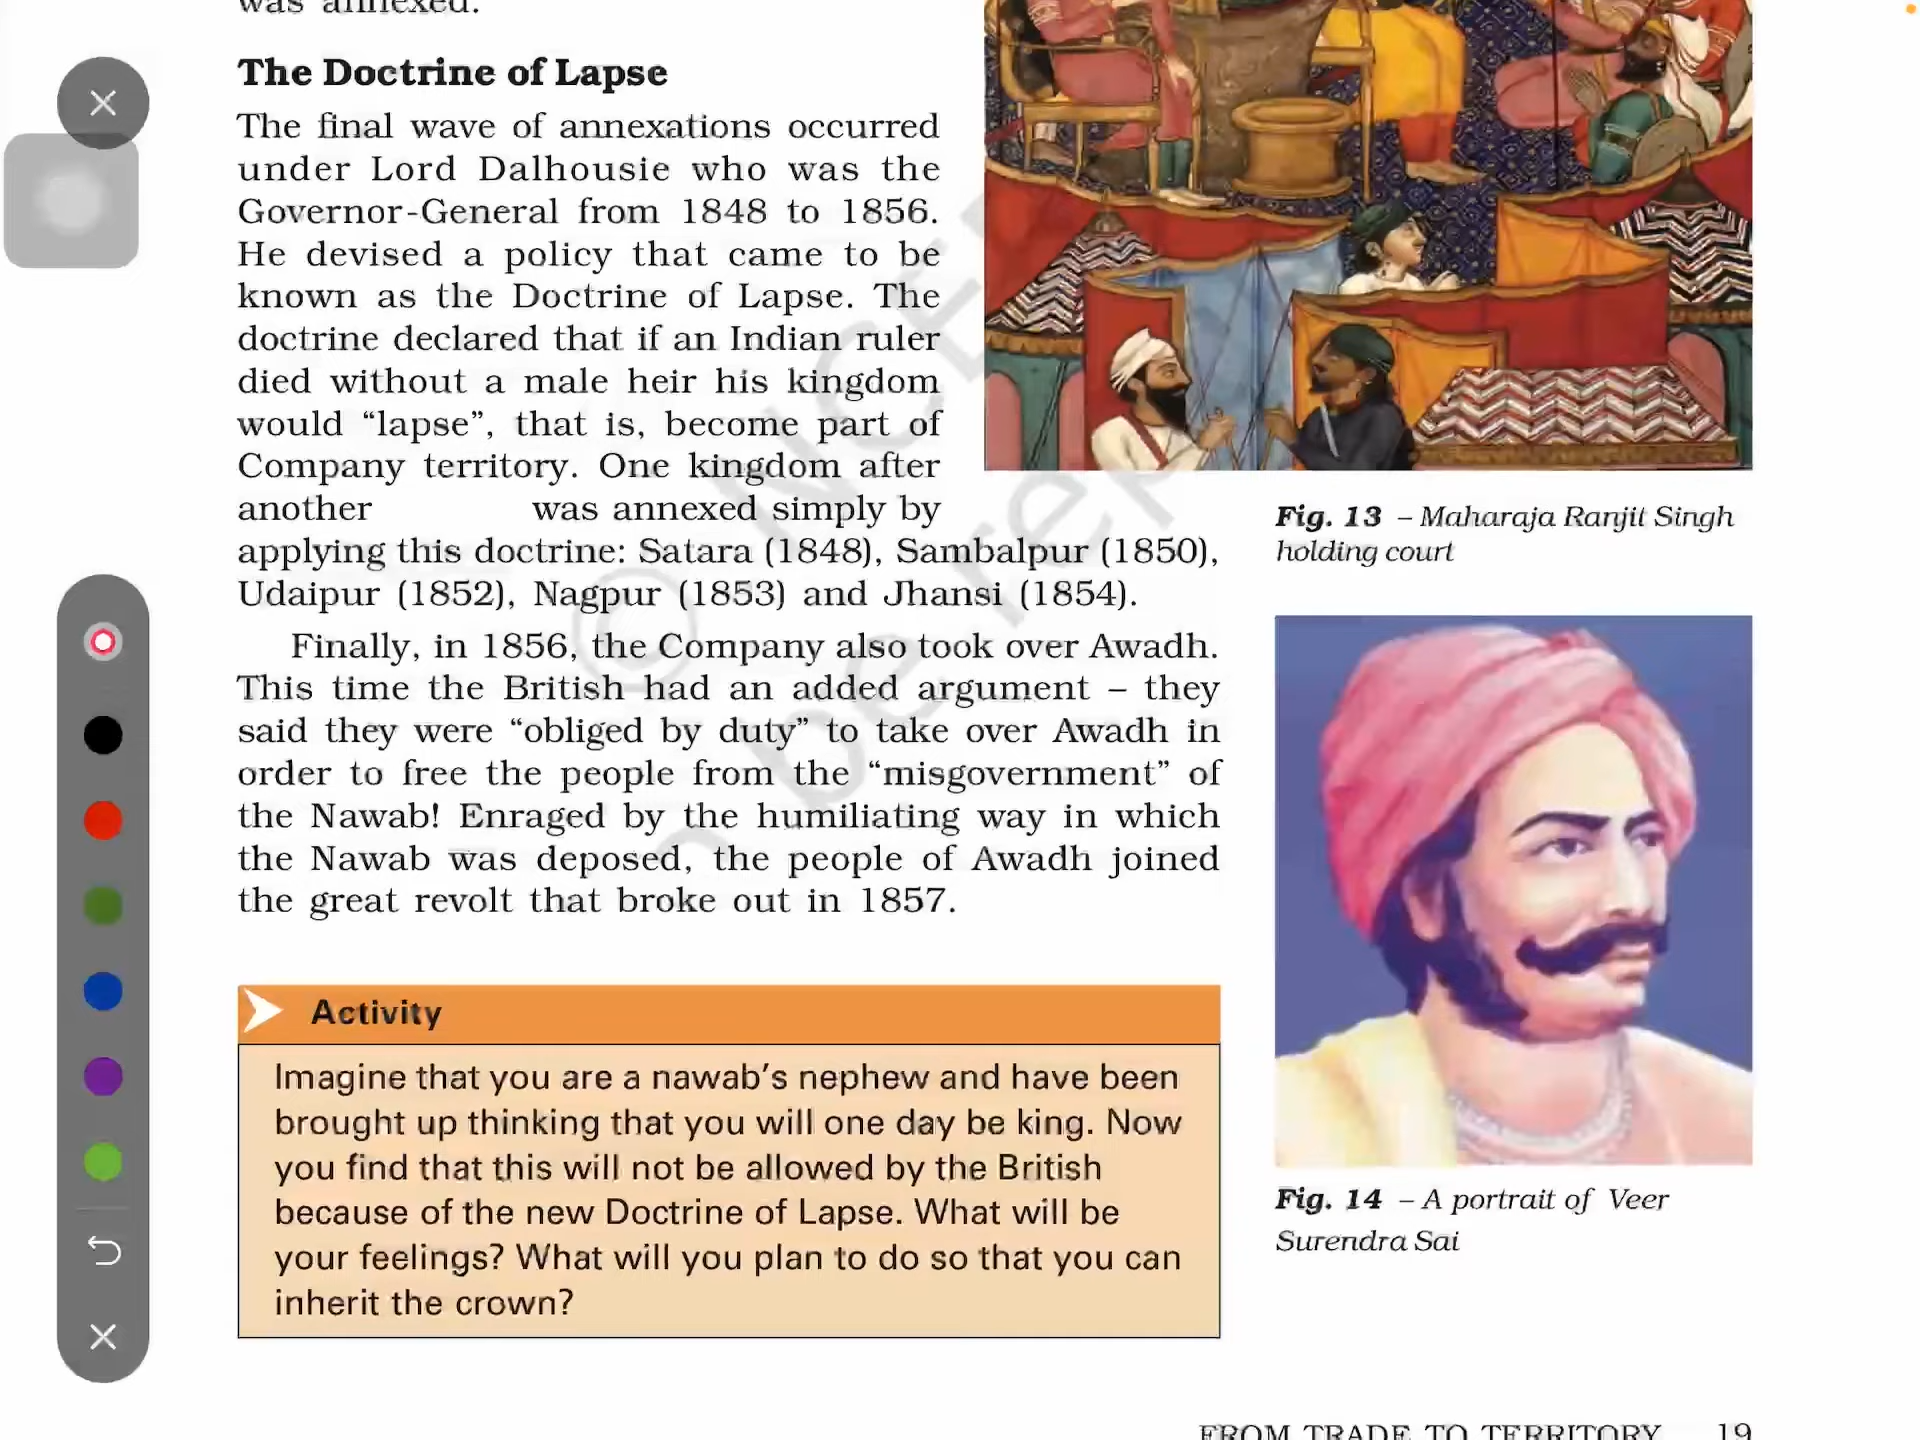 was annexed.
The Doctrine of Lapse
The final wave of annexations occurred
under Lord Dalhousie who was the
Governor-General from 1848 to 1856.
He devised a policy that came to be
known as the Doctrine of Lapse. The
doctrine declared that if an Indian ruler
died without a male heir his kingdom
would “lapse”, that is, become part of
Company territory. One kingdom after
another was annexed simply by
applying this doctrine: Satara (1848), Sambalpur (1850),
Udaipur (1852), Nagpur (1853) and Jhansi (1854).
Finally, in 1856, the Company also took over Awadh.
This time the British had an added argument – they
said they were “obliged by duty” to take over Awadh in
order to free the people from the “misgovernment” of
the Nawab! Enraged by the humiliating way in which
the Nawab was deposed, the people of Awadh joined
the great revolt that broke out in 1857.
Activity
Imagine that you are a nawab’s nephew and have been
brought up thinking that you will one day be king. Now
you find that this will not be allowed by the British
because of the new Doctrine of Lapse. What will be
your feelings? What will you plan to do so that you can
inherit the crown?
Fig. 13 – Maharaja Ranjit Singh
holding court
Fig. 14 – A portrait of Veer
Surendra Sai
FROM TRADE TO TERRITORY 19